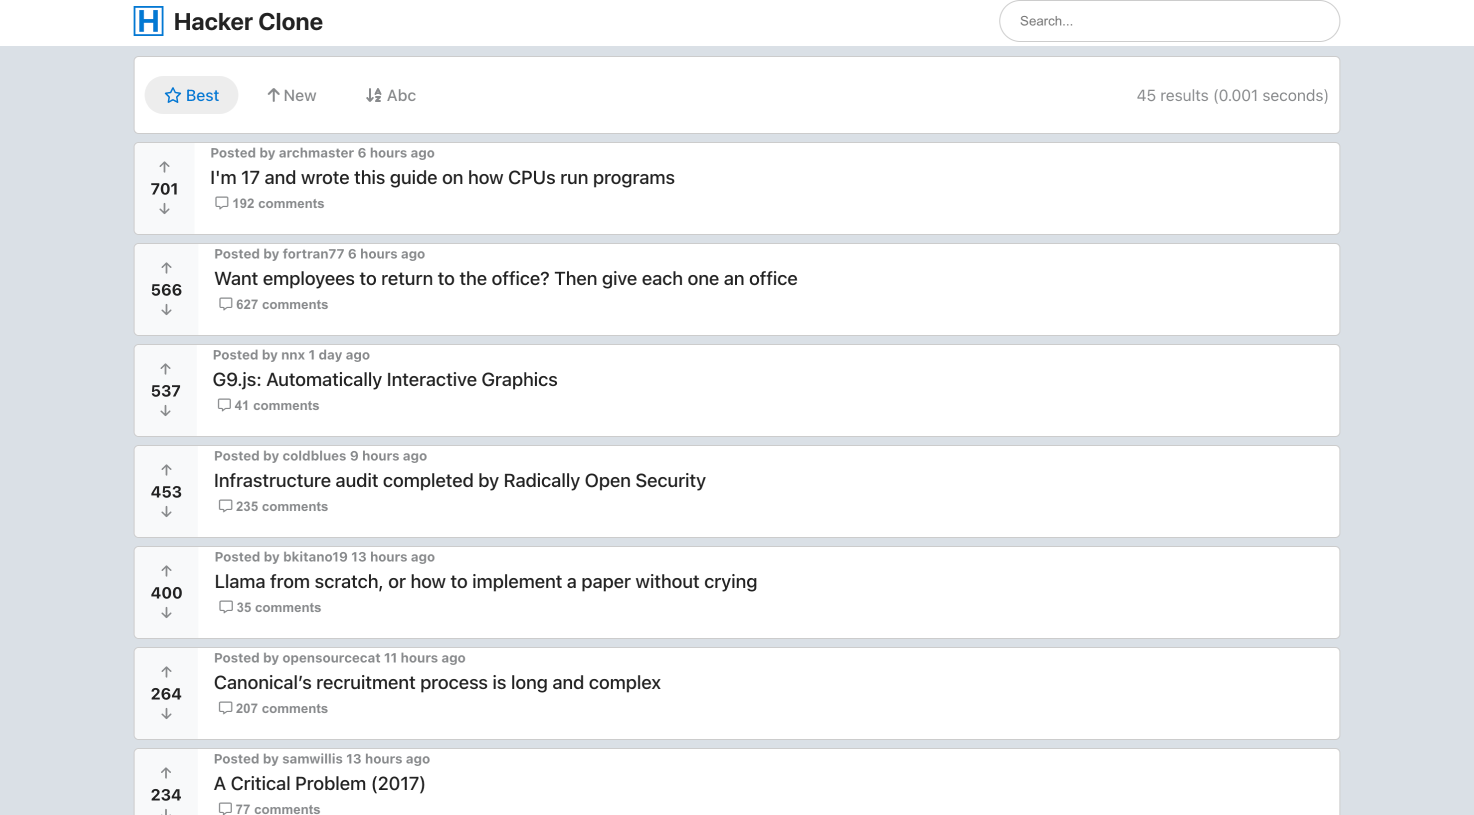 H Hacker Clone
Search...
Best New Abc 45 results (0.001 seconds)
Posted by archmaster 6 hours ago
701 I'm 17 and wrote this guide on how CPUs run programs
192 comments
Posted by fortran77 6 hours ago
566 Want employees to return to the office? Then give each one an office
627 comments
Posted by nnx 1 day ago
537 G9.js: Automatically Interactive Graphics
41 comments
Posted by coldblues 9 hours ago
453 Infrastructure audit completed by Radically Open Security
235 comments
Posted by bkitano19 13 hours ago
400 Llama from scratch, or how to implement a paper without crying
35 comments
Posted by opensourcecat 11 hours ago
264 Canonical’s recruitment process is long and complex
207 comments
Posted by samwillis 13 hours ago
234 A Critical Problem (2017)
77 comments